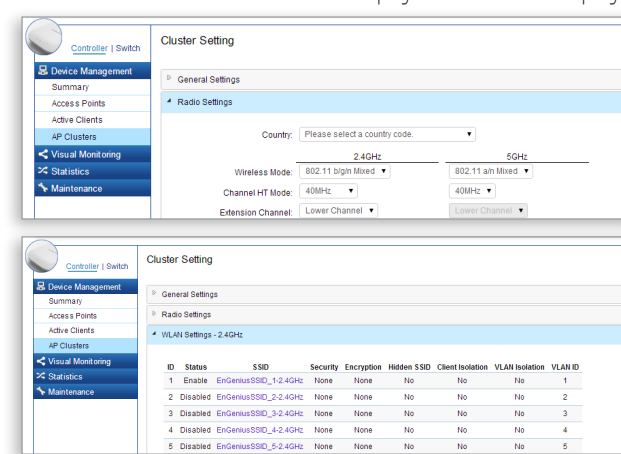 Controller | Switch
Cluster Setting
Device Management
Summary
Access Points
Active Clients
AP Clusters
Visual Monitoring
Statistics
Maintenance
General Settings
Radio Settings
Country: Please select a country code.
2.4GHz 5GHz
Wireless Mode: 802.11 b/g/n Mixed 802.11 a/n Mixed
Channel HT Mode: 40MHz 40MHz
Extension Channel: Lower Channel Lower Channel
Controller | Switch
Cluster Setting
Device Management
Summary
Access Points
Active Clients
AP Clusters
Visual Monitoring
Statistics
Maintenance
General Settings
Radio Settings
WLAN Settings - 2.4GHz
ID Status SSID Security Encryption Hidden SSID Client Isolation VLAN Isolation VLAN ID
1 Enable EnGeniusSSID_1-2.4GHz None None No No No 1
2 Disabled EnGeniusSSID_2-2.4GHz None None No No No 2
3 Disabled EnGeniusSSID_3-2.4GHz None None No No No 3
4 Disabled EnGeniusSSID_4-2.4GHz None None No No No 4
5 Disabled EnGeniusSSID_5-2.4GHz None None No No No 5